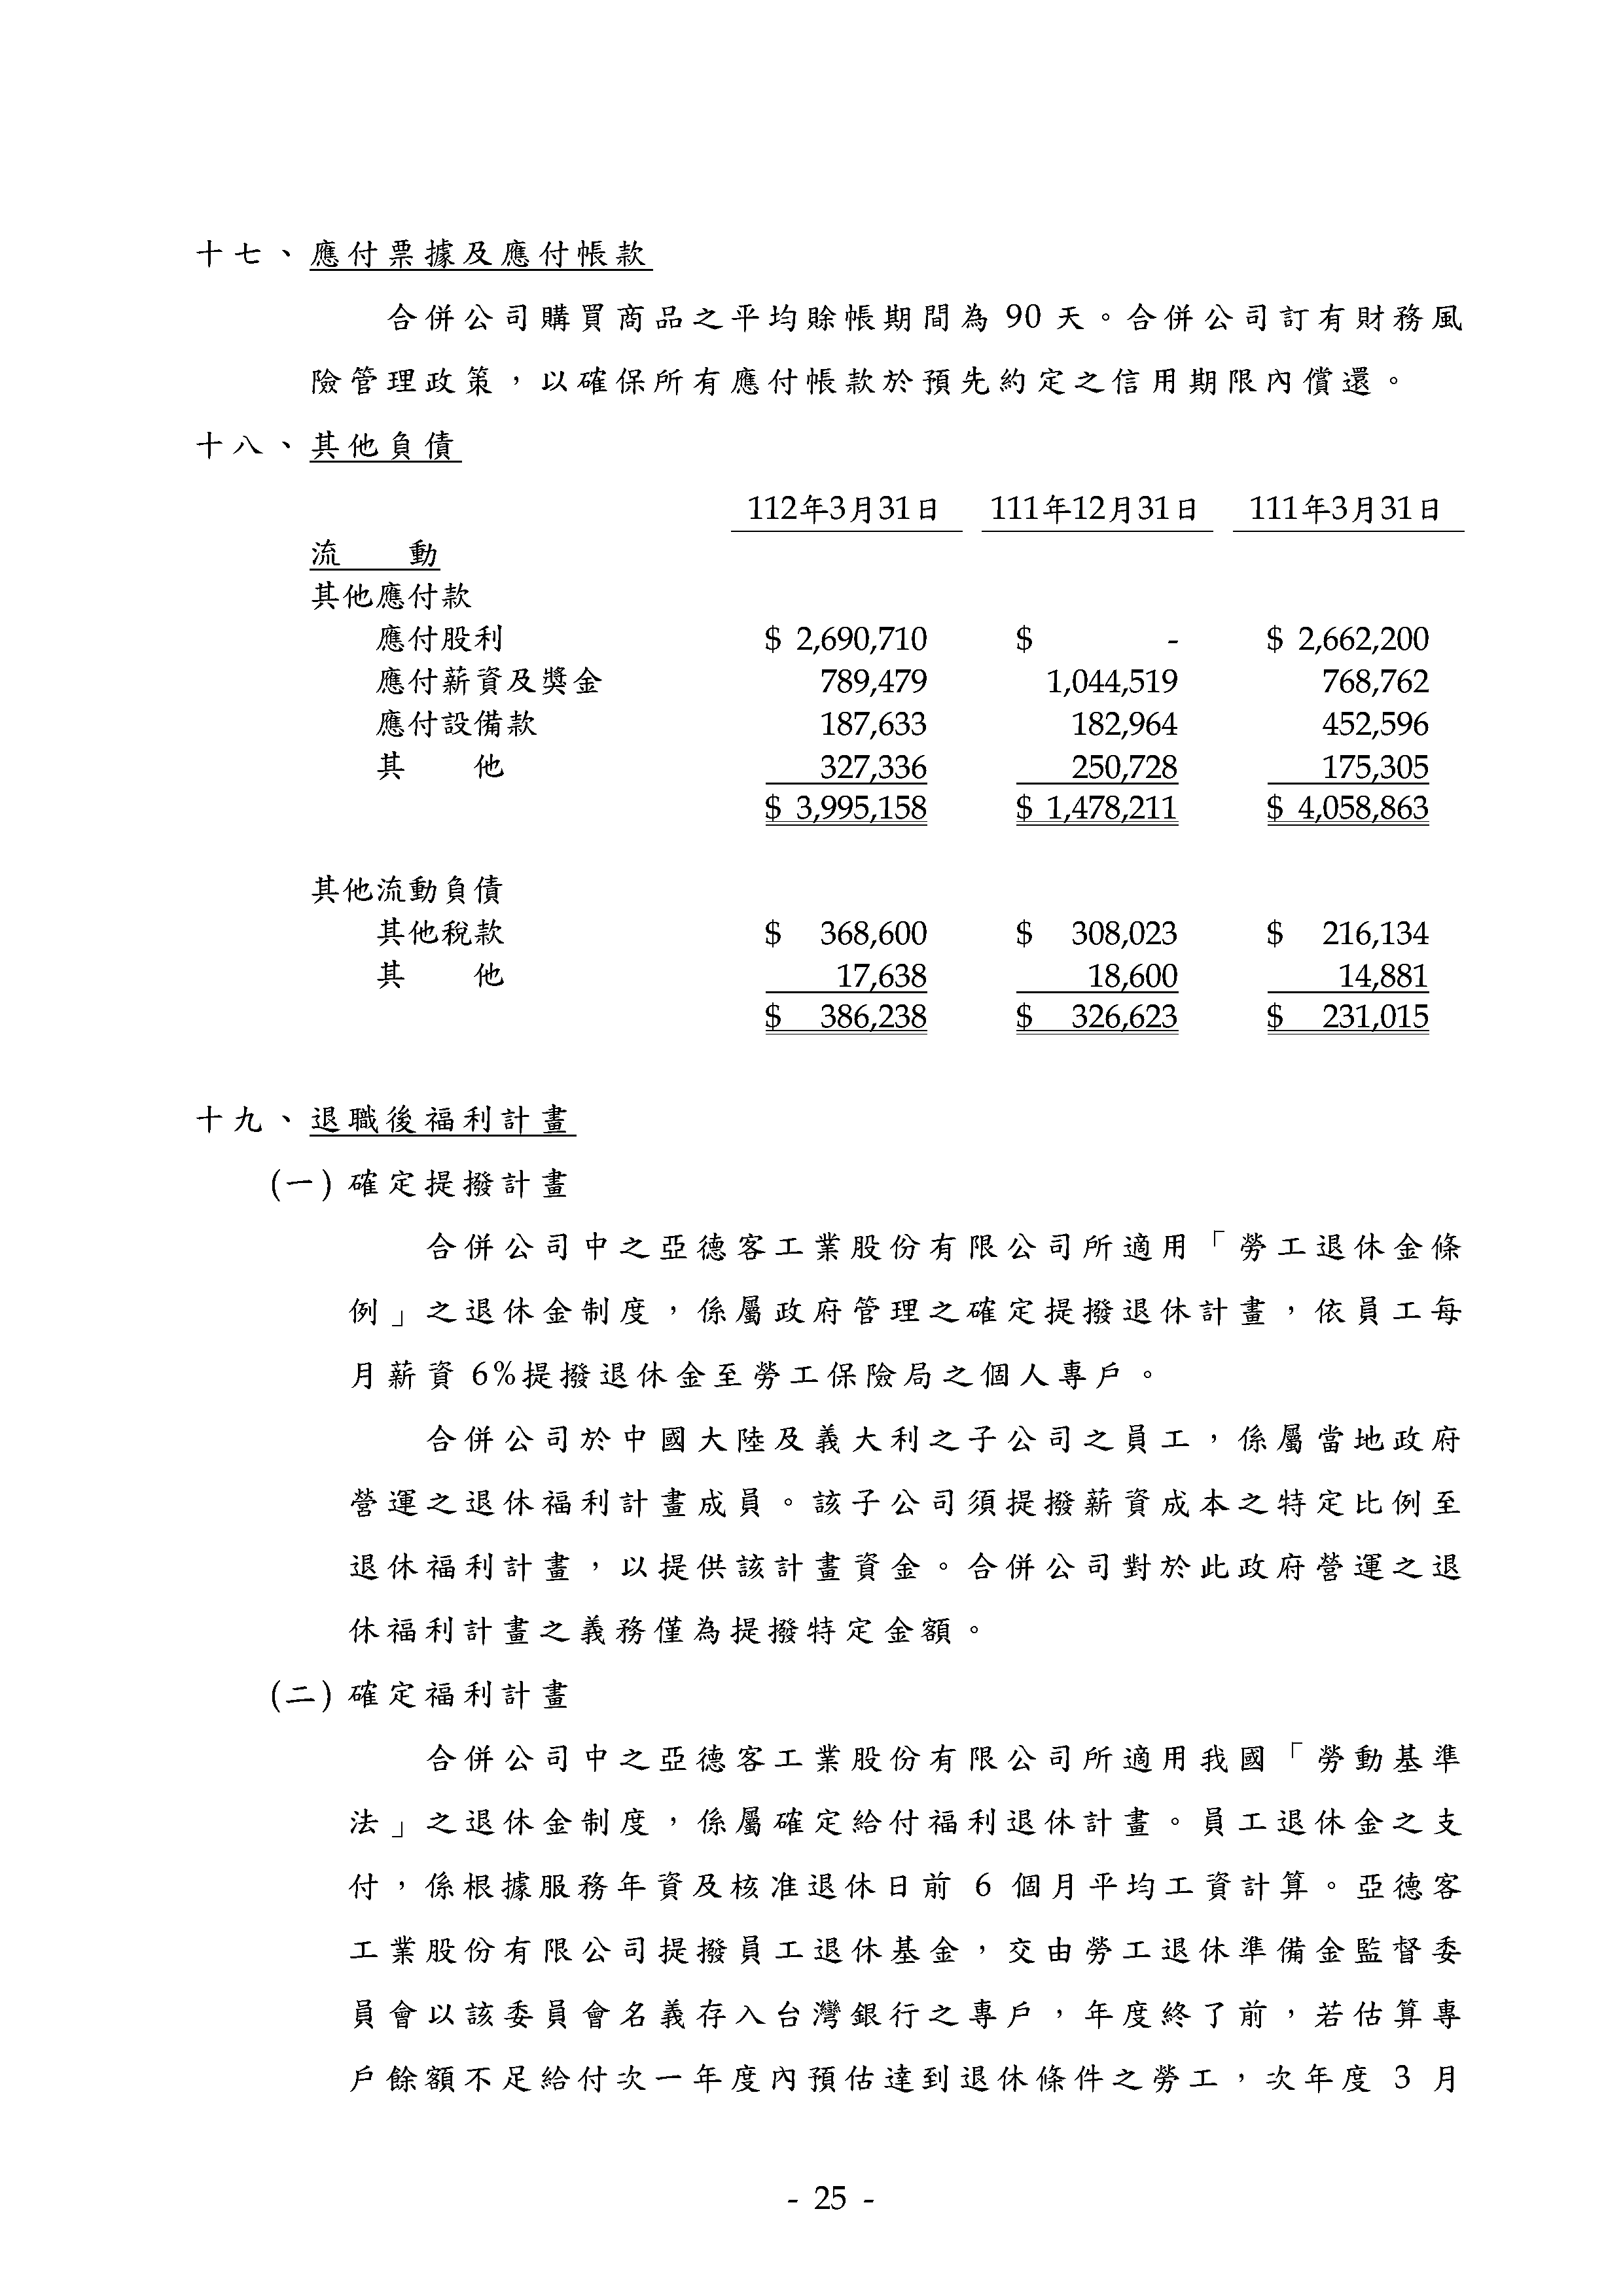 十七、應付票據及應付帳款
合併公司購買商品之平均賒帳期間為 90 天。合併公司訂有財務風
險管理政策，以確保所有應付帳款於預先約定之信用期限內償還。
十八、其他負債
112年3月31日 111年12月31日 111年3月31日
流 動
其他應付款
應付股利 $ 2,690,710 $ - $ 2,662,200
應付薪資及獎金 789,479 1,044,519 768,762
應付設備款 187,633 182,964 452,596
其 他 327,336 250,728 175,305
$ 3,995,158 $ 1,478,211 $ 4,058,863
其他流動負債
其他稅款 $ 368,600 $ 308,023 $ 216,134
其 他 17,638 18,600 14,881
$ 386,238 $ 326,623 $ 231,015
十九、退職後福利計畫
(一) 確定提撥計畫
合併公司中之亞德客工業股份有限公司所適用「勞工退休金條
例」之退休金制度，係屬政府管理之確定提撥退休計畫，依員工每
月薪資 6%提撥退休金至勞工保險局之個人專戶。
合併公司於中國大陸及義大利之子公司之員工，係屬當地政府
營運之退休福利計畫成員。該子公司須提撥薪資成本之特定比例至
退休福利計畫，以提供該計畫資金。合併公司對於此政府營運之退
休福利計畫之義務僅為提撥特定金額。
(二) 確定福利計畫
合併公司中之亞德客工業股份有限公司所適用我國「勞動基準
法」之退休金制度，係屬確定給付福利退休計畫。員工退休金之支
付，係根據服務年資及核准退休日前 6 個月平均工資計算。亞德客
工業股份有限公司提撥員工退休基金，交由勞工退休準備金監督委
員會以該委員會名義存入台灣銀行之專戶，年度終了前，若估算專
戶餘額不足給付次一年度內預估達到退休條件之勞工，次年度 3 月
- 25 -